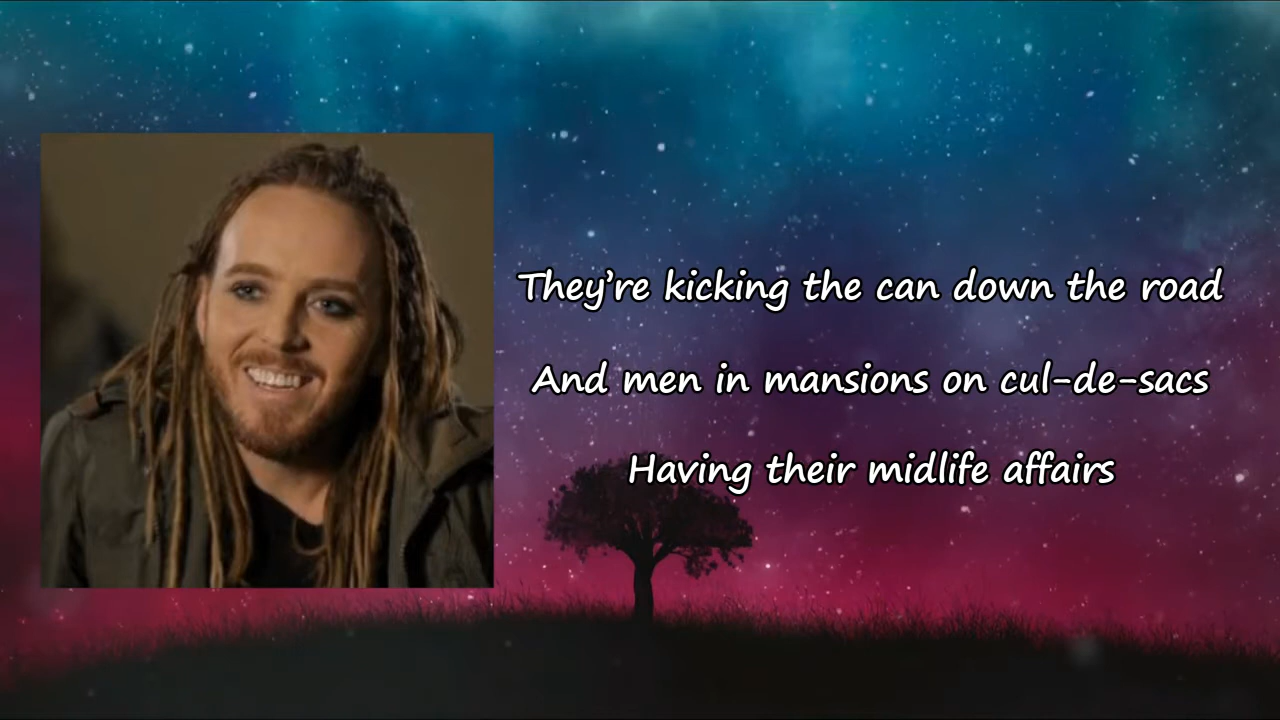 They’re kicking the can down the road
And men in mansions on cul-de-sacs
Having their midlife affairs